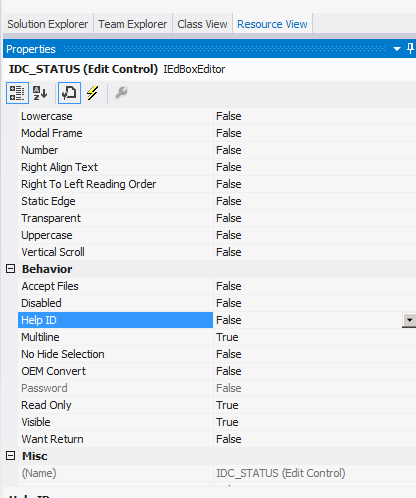 Solution Explorer Team Explorer Class View Resource View
Properties
IDC_STATUS (Edit Control) IEdBoxEditor
Lowercase False
Modal Frame False
Number False
Right Align Text False
Right To Left Reading Order False
Static Edge False
Transparent False
Uppercase False
Vertical Scroll False
Behavior
Accept Files False
Disabled False
Help ID False
Multiline True
No Hide Selection False
OEM Convert False
Password False
Read Only True
Visible True
Want Return False
Misc
(Name) IDC_STATUS (Edit Control)